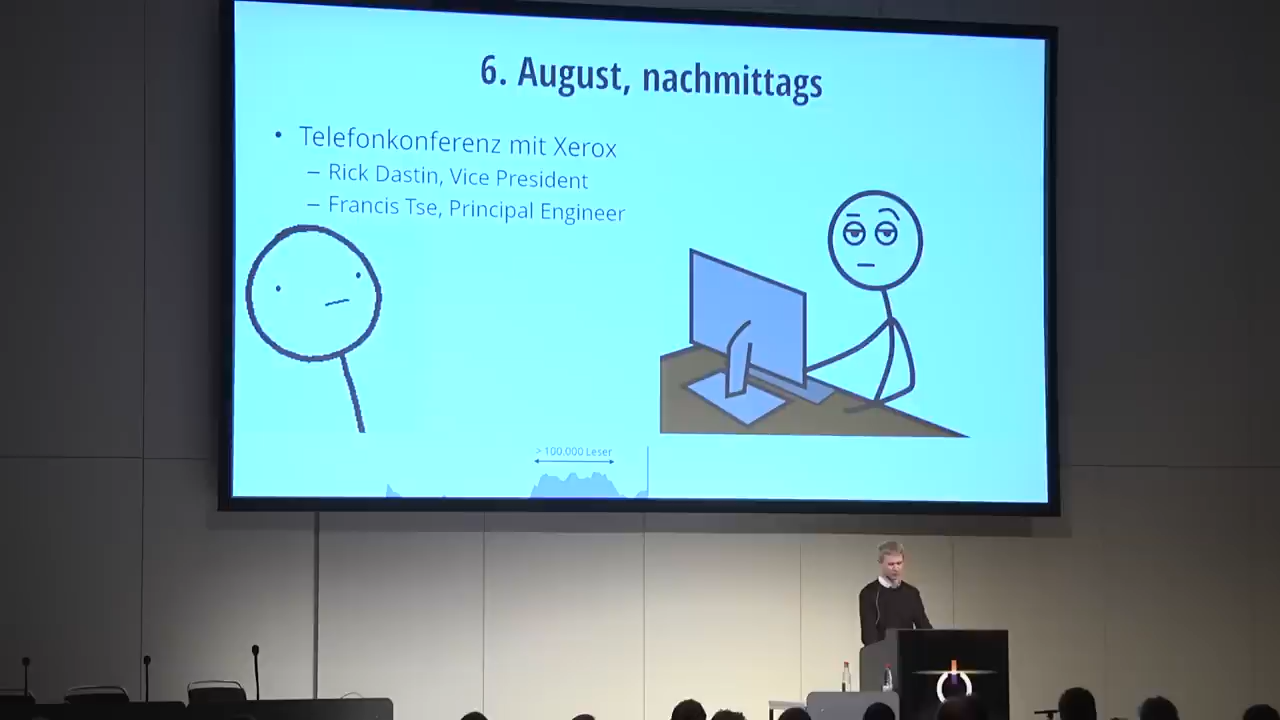 6. August, nachmittags
• Telefonkonferenz mit Xerox
– Rick Dastin, Vice President
– Francis Tse, Principal Engineer
> 100.000 Leser